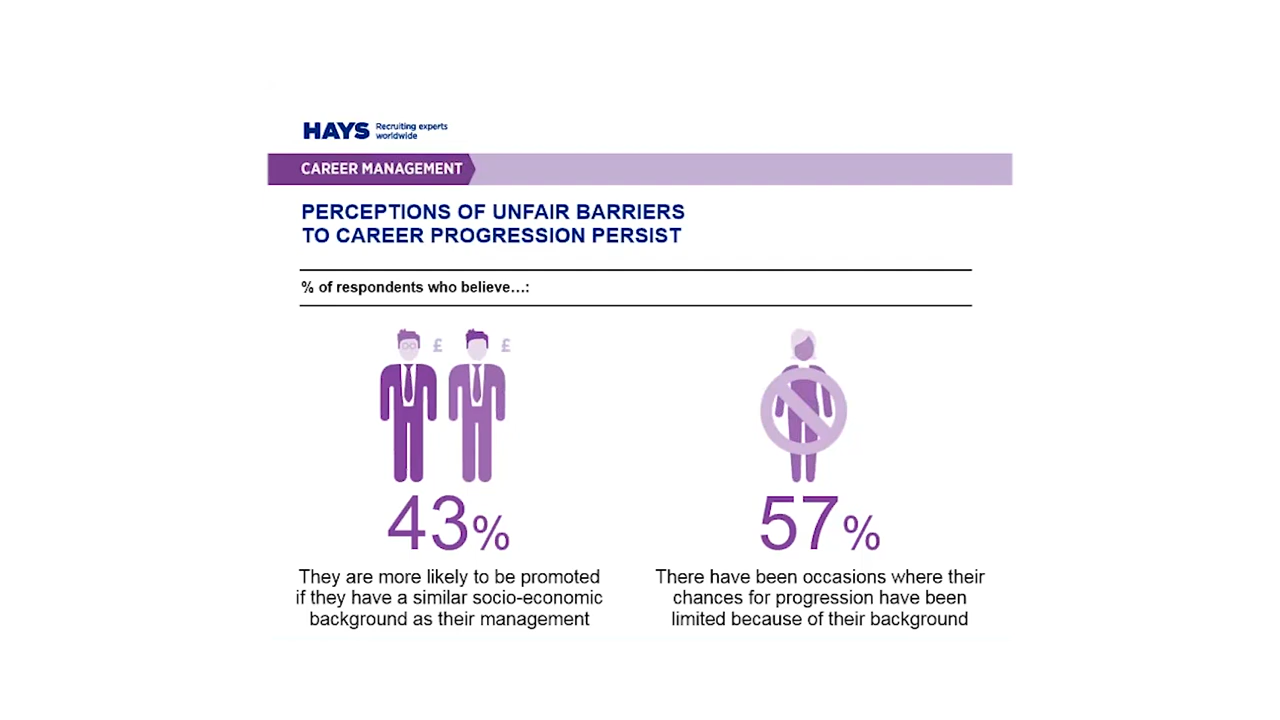 HAYS Recruiting experts
worldwide
CAREER MANAGEMENT
PERCEPTIONS OF UNFAIR BARRIERS
TO CAREER PROGRESSION PERSIST
% of respondents who believe…:
£ £
43%
They are more likely to be promoted
if they have a similar socio-economic
background as their management
57%
There have been occasions where their
chances for progression have been
limited because of their background